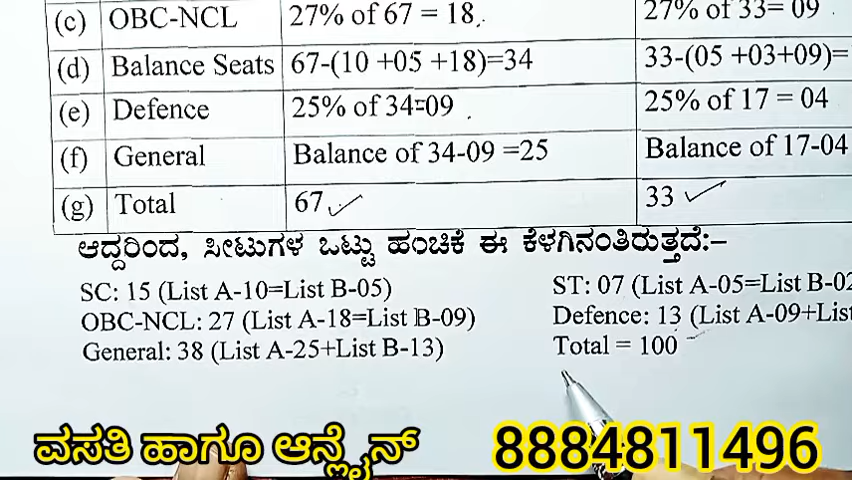 (c) OBC-NCL 27% of 67 = 18. 27% of 33= 09
(d) Balance Seats 67-(10 +05 +18)=34 33-(05 +03+09)=
(e) Defence 25% of 34=09 . 25% of 17 = 04
(f) General Balance of 34-09 =25 Balance of 17-04
(g) Total 67 33
ಆದ್ದರಿಂದ, ಸೀಟುಗಳ ಒಟ್ಟು ಹಂಚಿಕೆ ಈ ಕೆಳಗಿನಂತಿರುತ್ತದೆ:–
SC: 15 (List A-10=List B-05) ST: 07 (List A-05=List B-02
OBC-NCL: 27 (List A-18=List B-09) Defence: 13 (List A-09+List
General: 38 (List A-25+List B-13) Total = 100
ವಸತಿ ಹಾಗೂ ಆನ್ಲೈನ್ 8884811496